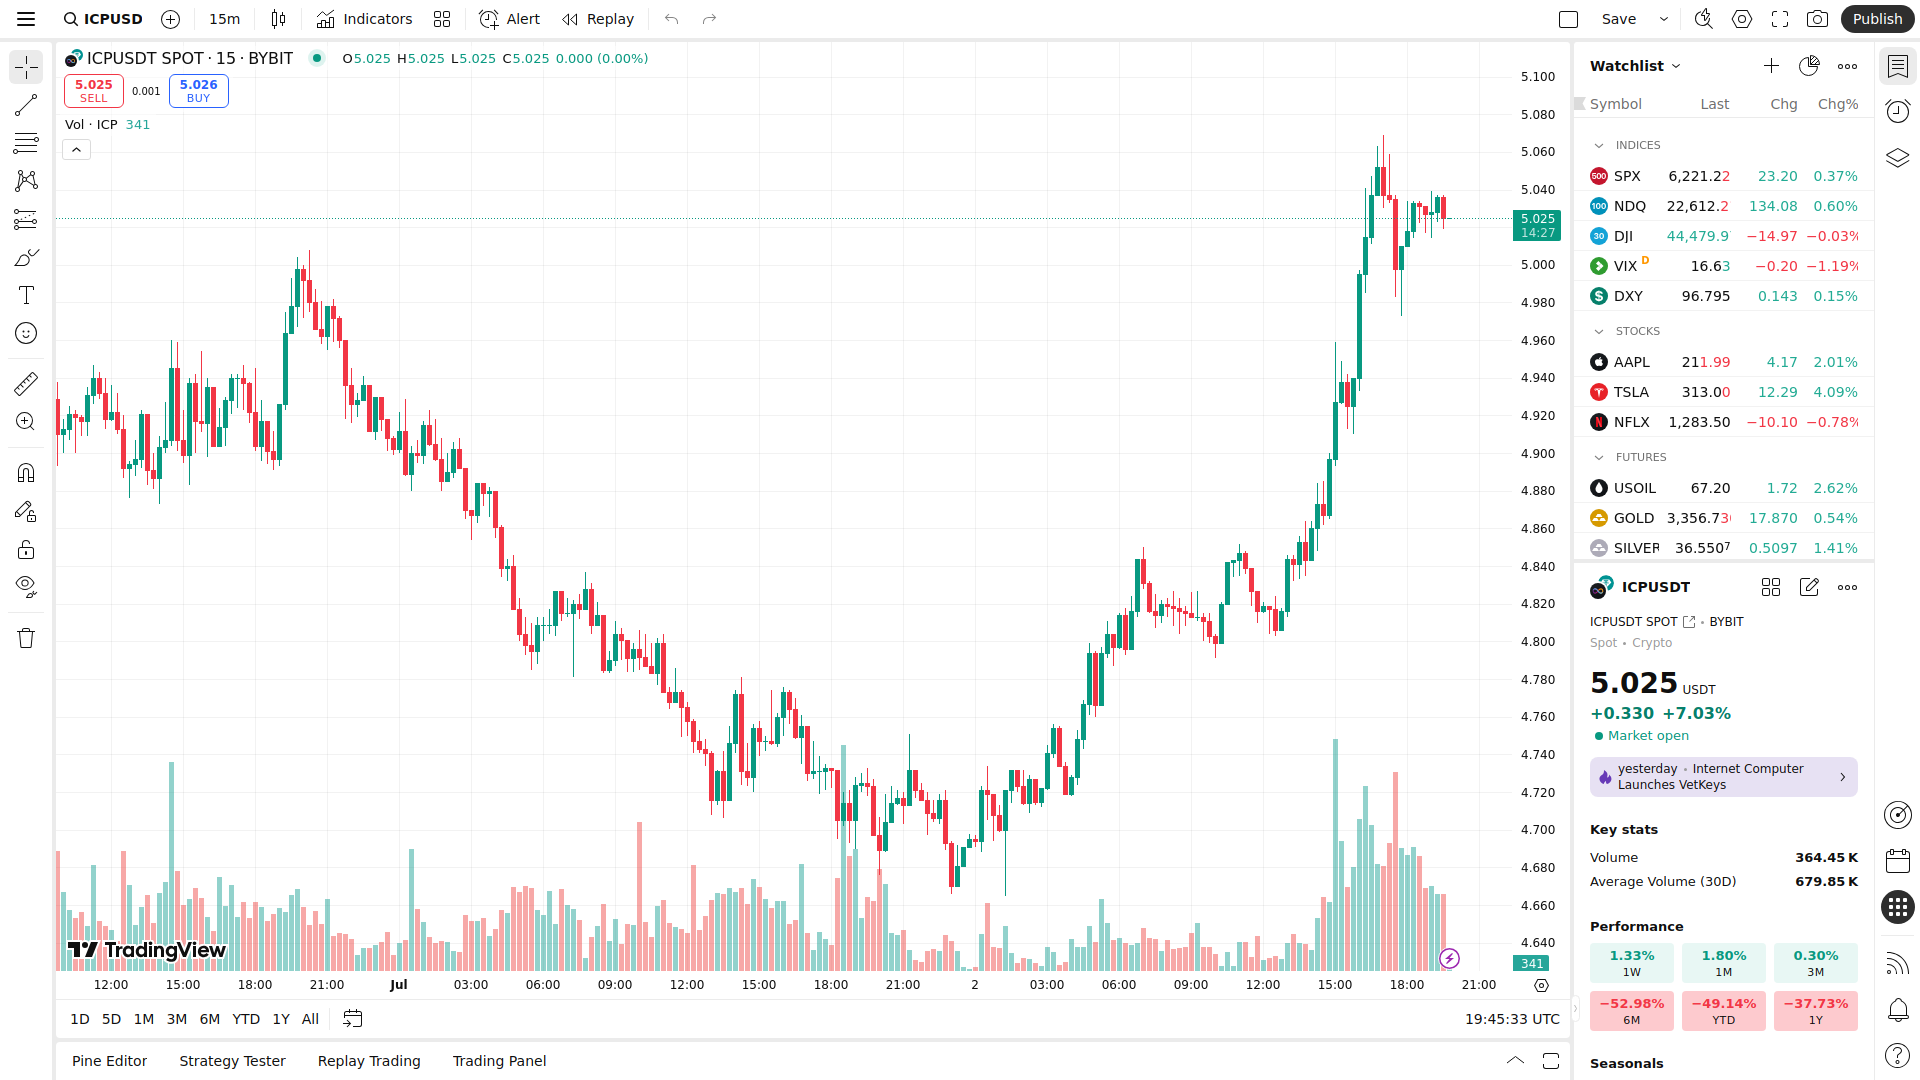 ICPUSD
15m
Indicators
Alert
Replay
Save
Publish
ICPUSDT SPOT · 15 · BYBIT
O5.025 H5.025 L5.025 C5.025 0.000 (0.00%)
5.025
SELL
0.001
5.026
BUY
Vol · ICP 341
5.100
5.080
5.060
5.040
5.025
14:27
5.000
4.980
4.960
4.940
4.920
4.900
4.880
4.860
4.840
4.820
4.800
4.780
4.760
4.740
4.720
4.700
4.680
4.660
4.640
341
TradingView
12:00 15:00 18:00 21:00 Jul 03:00 06:00 09:00 12:00 15:00 18:00 21:00 2 03:00 06:00 09:00 12:00 15:00 18:00 21:00
1D 5D 1M 3M 6M YTD 1Y All
19:45:33 UTC
Pine Editor Strategy Tester Replay Trading Trading Panel
Watchlist
Symbol Last Chg Chg%
INDICES
500 SPX 6,221.22 23.20 0.37%
100 NDQ 22,612.2 134.08 0.60%
30 DJI 44,479.9 −14.97 −0.03%
VIX D 16.63 −0.20 −1.19%
$ DXY 96.795 0.143 0.15%
STOCKS
AAPL 211.99 4.17 2.01%
TSLA 313.00 12.29 4.09%
N NFLX 1,283.50 −10.10 −0.78%
FUTURES
USOIL 67.20 1.72 2.62%
GOLD 3,356.73 17.870 0.54%
SILVER 36.5507 0.5097 1.41%
ICPUSDT
ICPUSDT SPOT • BYBIT
Spot • Crypto
5.025 USDT
+0.330 +7.03%
Market open
yesterday • Internet Computer
Launches VetKeys
Key stats
Volume 364.45 K
Average Volume (30D) 679.85 K
Performance
1.33% 1.80% 0.30%
1W 1M 3M
−52.98% −49.14% −37.73%
6M YTD 1Y
Seasonals